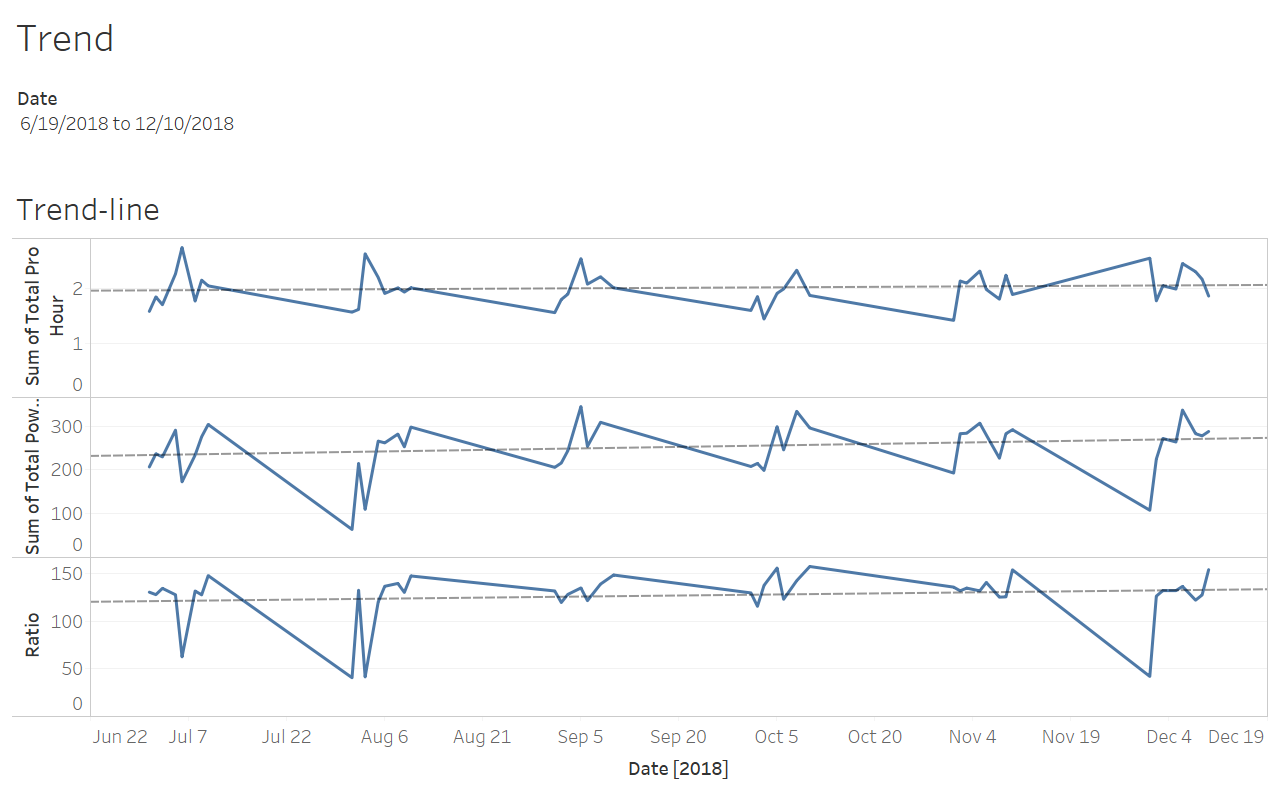 Trend
Date
6/19/2018 to 12/10/2018
Trend-line
Sum of Total Pro
Hour
2
1
0
Sum of Total Pow..
300
200
100
0
Ratio
150
100
50
0
Jun 22 Jul 7 Jul 22 Aug 6 Aug 21 Sep 5 Sep 20 Oct 5 Oct 20 Nov 4 Nov 19 Dec 4 Dec 19
Date [2018]